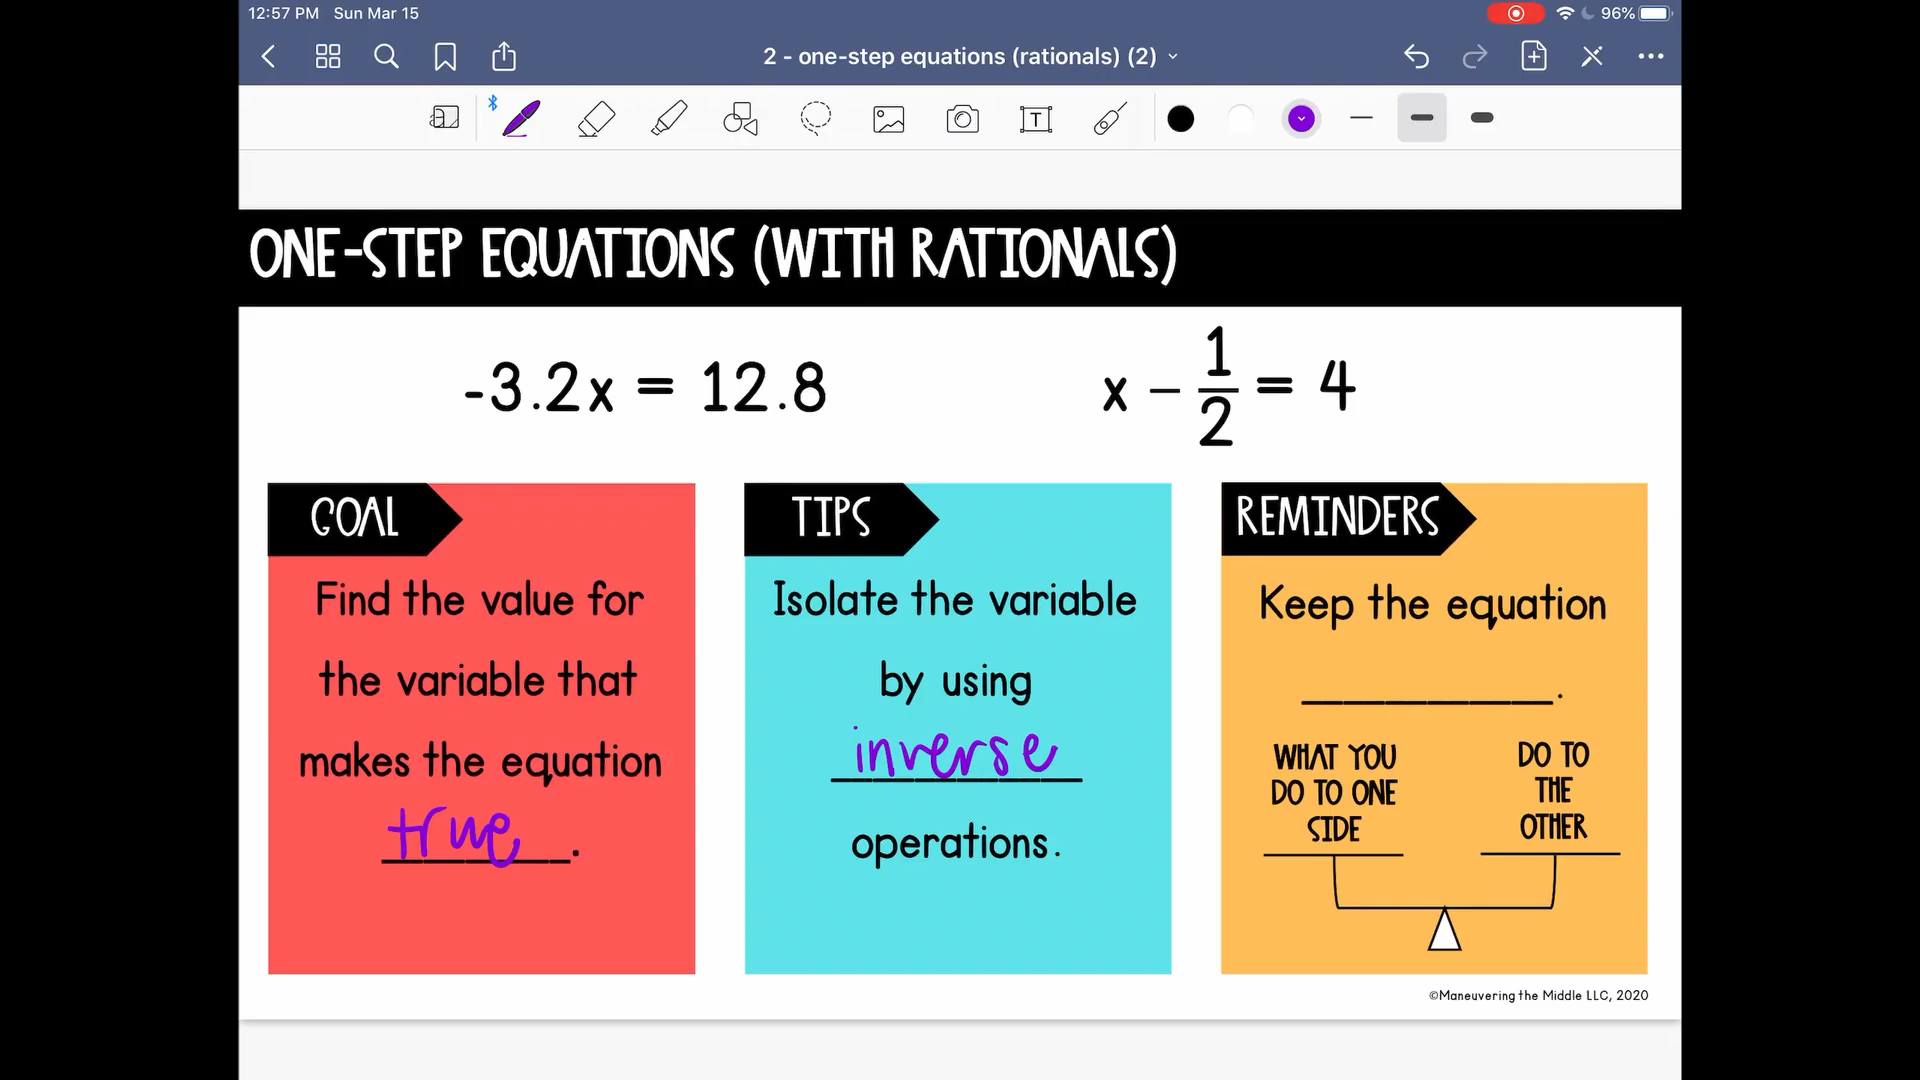 12:57 PM Sun Mar 15
96%
2 - one-step equations (rationals) (2)
T
ONE-STEP EQUATIONS (WITH RATIONALS)
-3.2x = 12.8
x - 1/2 = 4
GOAL
Find the value for
the variable that
makes the equation
true.
TIPS
Isolate the variable
by using
inverse
operations.
REMINDERS
Keep the equation
____________.
WHAT YOU
DO TO ONE
SIDE
DO TO
THE
OTHER
©Maneuvering the Middle LLC, 2020